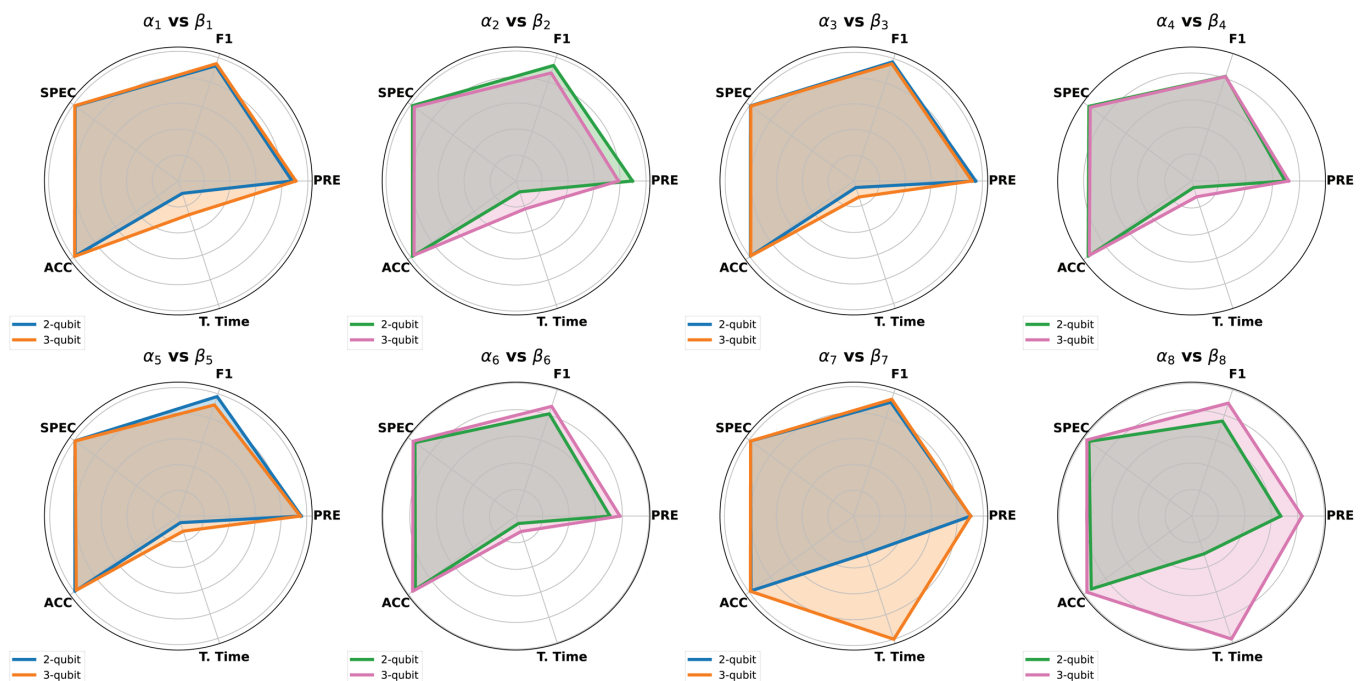 α₁ vs β₁
F1
SPEC
PRE
ACC
T. Time
2-qubit
3-qubit
α₂ vs β₂
F1
SPEC
PRE
ACC
T. Time
2-qubit
3-qubit
α₃ vs β₃
F1
SPEC
PRE
ACC
T. Time
2-qubit
3-qubit
α₄ vs β₄
F1
SPEC
PRE
ACC
T. Time
2-qubit
3-qubit
α₅ vs β₅
F1
SPEC
PRE
ACC
T. Time
2-qubit
3-qubit
α₆ vs β₆
F1
SPEC
PRE
ACC
T. Time
2-qubit
3-qubit
α₇ vs β₇
F1
SPEC
PRE
ACC
T. Time
2-qubit
3-qubit
α₈ vs β₈
F1
SPEC
PRE
ACC
T. Time
2-qubit
3-qubit